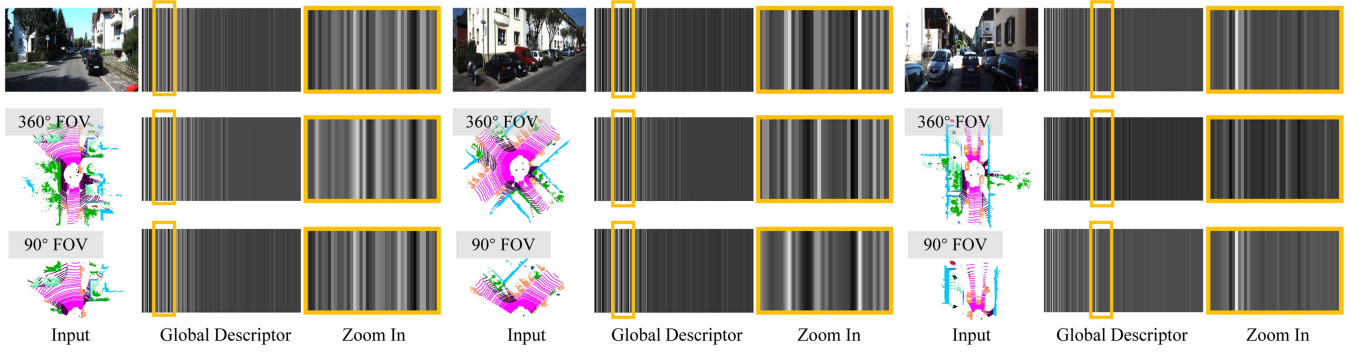 360° FOV
360° FOV
360° FOV
90° FOV
90° FOV
90° FOV
Input Global Descriptor Zoom In Input Global Descriptor Zoom In Input Global Descriptor Zoom In